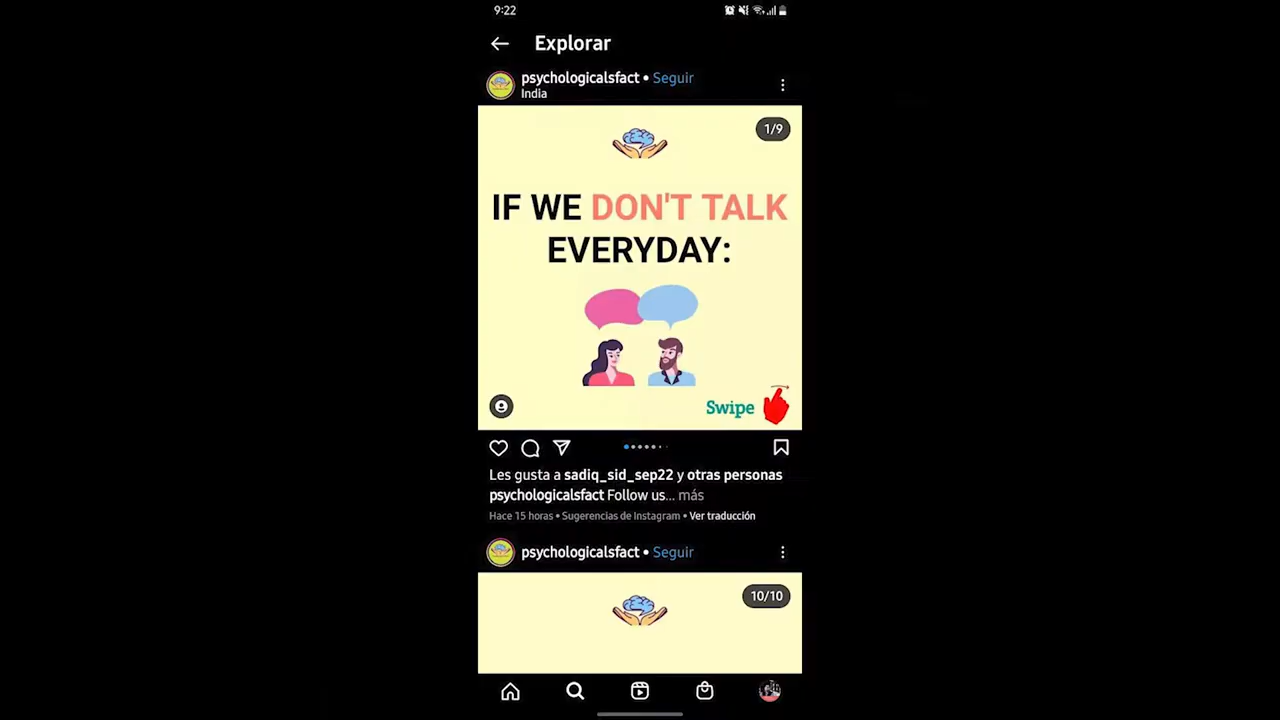 9:22
Explorar
psychologicalsfact • Seguir
India
1/9
IF WE DON'T TALK
EVERYDAY:
Swipe
Les gusta a sadiq_sid_sep22 y otras personas
psychologicalsfact Follow us... más
Hace 15 horas • Sugerencias de Instagram • Ver traducción
psychologicalsfact • Seguir
10/10